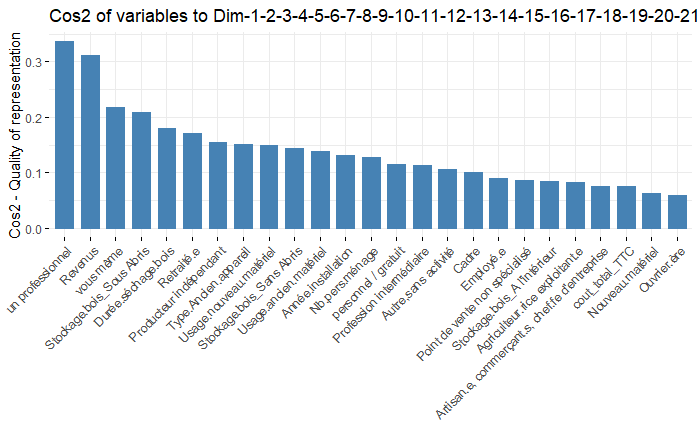 Cos2 of variables to Dim-1-2-3-4-5-6-7-8-9-10-11-12-13-14-15-16-17-18-19-20-21
Cos2 - Quality of representation
0.3
0.2
0.1
0.0
un professionnel
Revenus
vous même
Stockage.bois_Sous Abris
Durée.séchage.bois
Retraité.e
Producteur indépendant
Type.Ancien.appareil
Usage.nouveau.matériel
Stockage.bois_Sans Abris
Usage.ancien.matériel
Année.installation
Nb.pers.ménage
personnel / gratuit
Profession Intermédiaire
Autre,sans activité
Cadre
Employé.e
Point de vente non spécialisé
Stockage.bois_A l'Intérieur
Agriculteur.rice exploitant.e
Artisan.e, commerçant.s, chef.fe d'entreprise
cout_total_TTC
Nouveau.matériel
Ouvrier.ère